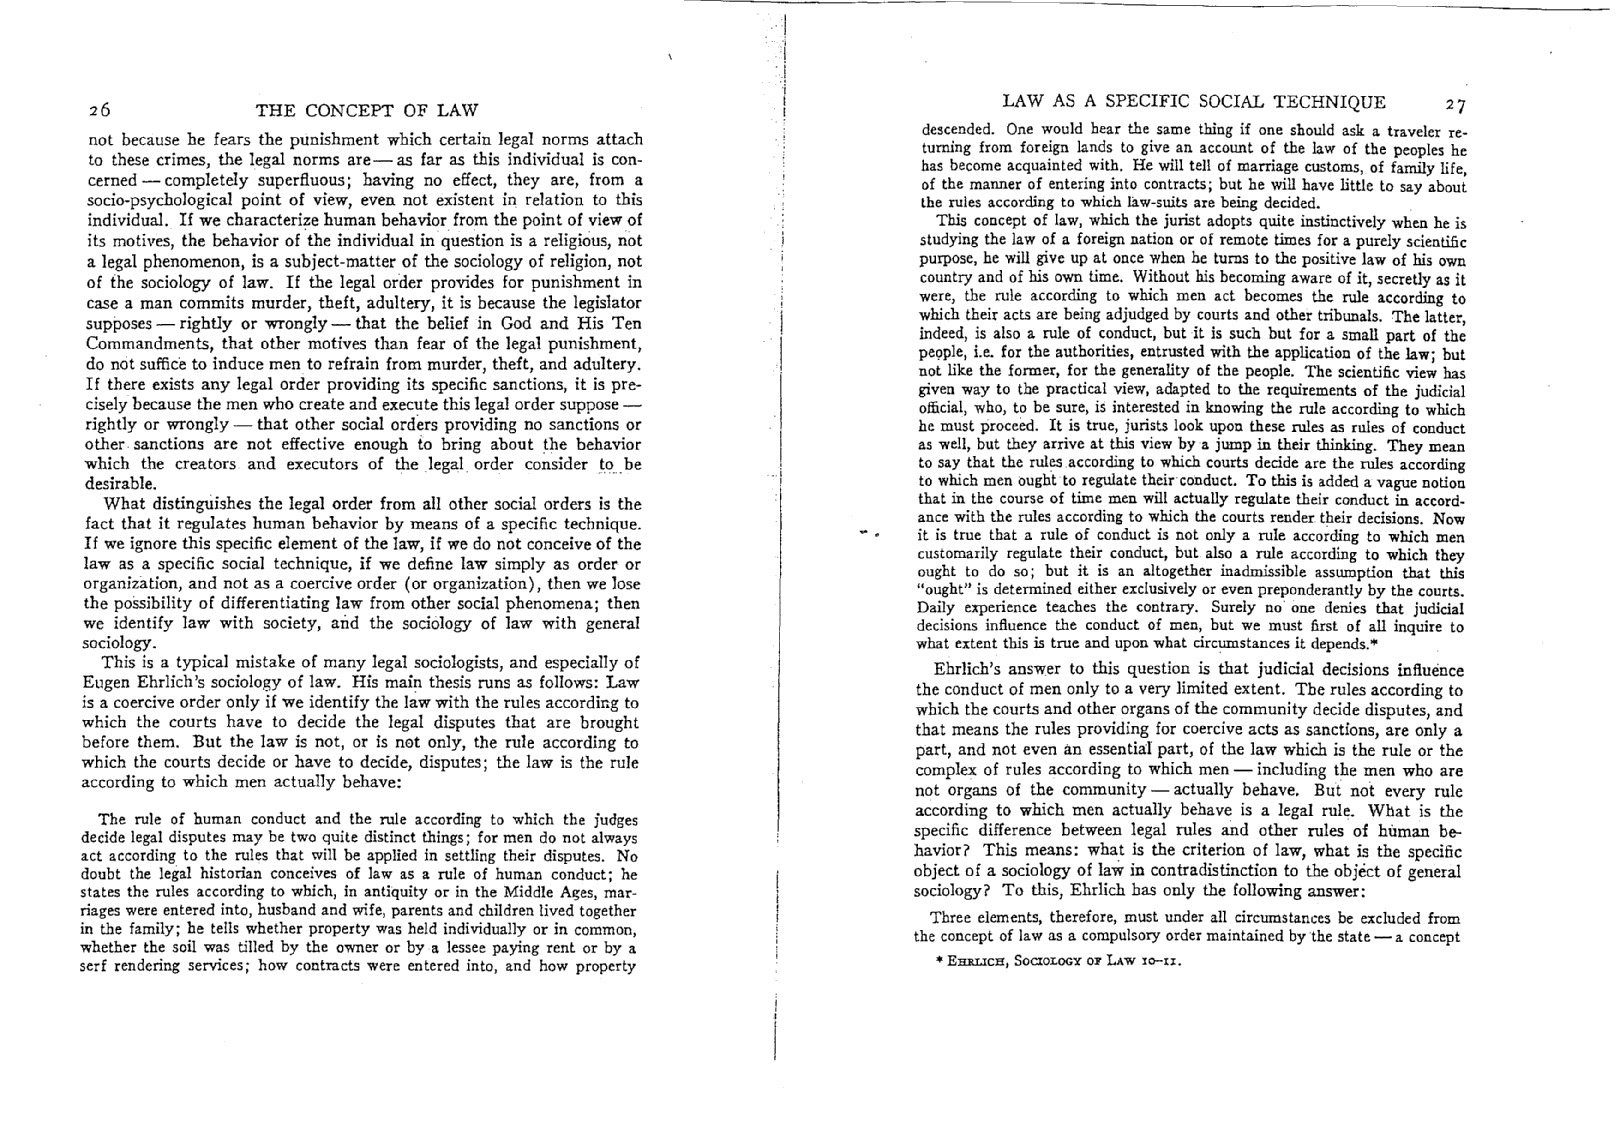 26 THE CONCEPT OF LAW
not because he fears the punishment which certain legal norms attach
to these crimes, the legal norms are — as far as this individual is con-
cerned — completely superfluous; having no effect, they are, from a
socio-psychological point of view, even not existent in relation to this
individual. If we characterize human behavior from the point of view of
its motives, the behavior of the individual in question is a religious, not
a legal phenomenon, is a subject-matter of the sociology of religion, not
of the sociology of law. If the legal order provides for punishment in
case a man commits murder, theft, adultery, it is because the legislator
supposes — rightly or wrongly — that the belief in God and His Ten
Commandments, that other motives than fear of the legal punishment,
do not suffice to induce men to refrain from murder, theft, and adultery.
If there exists any legal order providing its specific sanctions, it is pre-
cisely because the men who create and execute this legal order suppose —
rightly or wrongly — that other social orders providing no sanctions or
other sanctions are not effective enough to bring about the behavior
which the creators and executors of the legal order consider to be
desirable.
What distinguishes the legal order from all other social orders is the
fact that it regulates human behavior by means of a specific technique.
If we ignore this specific element of the law, if we do not conceive of the
law as a specific social technique, if we define law simply as order or
organization, and not as a coercive order (or organization), then we lose
the possibility of differentiating law from other social phenomena; then
we identify law with society, and the sociology of law with general
sociology.
This is a typical mistake of many legal sociologists, and especially of
Eugen Ehrlich's sociology of law. His main thesis runs as follows: Law
is a coercive order only if we identify the law with the rules according to
which the courts have to decide the legal disputes that are brought
before them. But the law is not, or is not only, the rule according to
which the courts decide or have to decide, disputes; the law is the rule
according to which men actually behave:
The rule of human conduct and the rule according to which the judges
decide legal disputes may be two quite distinct things; for men do not always
act according to the rules that will be applied in settling their disputes. No
doubt the legal historian conceives of law as a rule of human conduct; he
states the rules according to which, in antiquity or in the Middle Ages, mar-
riages were entered into, husband and wife, parents and children lived together
in the family; he tells whether property was held individually or in common,
whether the soil was tilled by the owner or by a lessee paying rent or by a
serf rendering services; how contracts were entered into, and how property
LAW AS A SPECIFIC SOCIAL TECHNIQUE 27
descended. One would hear the same thing if one should ask a traveler re-
turning from foreign lands to give an account of the law of the peoples he
has become acquainted with. He will tell of marriage customs, of family life,
of the manner of entering into contracts; but he will have little to say about
the rules according to which law-suits are being decided.
This concept of law, which the jurist adopts quite instinctively when he is
studying the law of a foreign nation or of remote times for a purely scientific
purpose, he will give up at once when he turns to the positive law of his own
country and of his own time. Without his becoming aware of it, secretly as it
were, the rule according to which men act becomes the rule according to
which their acts are being adjudged by courts and other tribunals. The latter,
indeed, is also a rule of conduct, but it is such but for a small part of the
people, i.e. for the authorities, entrusted with the application of the law; but
not like the former, for the generality of the people. The scientific view has
given way to the practical view, adapted to the requirements of the judicial
official, who, to be sure, is interested in knowing the rule according to which
he must proceed. It is true, jurists look upon these rules as rules of conduct
as well, but they arrive at this view by a jump in their thinking. They mean
to say that the rules according to which courts decide are the rules according
to which men ought to regulate their conduct. To this is added a vague notion
that in the course of time men will actually regulate their conduct in accord-
ance with the rules according to which the courts render their decisions. Now
it is true that a rule of conduct is not only a rule according to which men
customarily regulate their conduct, but also a rule according to which they
ought to do so; but it is an altogether inadmissible assumption that this
"ought" is determined either exclusively or even preponderantly by the courts.
Daily experience teaches the contrary. Surely no one denies that judicial
decisions influence the conduct of men, but we must first of all inquire to
what extent this is true and upon what circumstances it depends.*
Ehrlich's answer to this question is that judicial decisions influence
the conduct of men only to a very limited extent. The rules according to
which the courts and other organs of the community decide disputes, and
that means the rules providing for coercive acts as sanctions, are only a
part, and not even an essential part, of the law which is the rule or the
complex of rules according to which men — including the men who are
not organs of the community — actually behave. But not every rule
according to which men actually behave is a legal rule. What is the
specific difference between legal rules and other rules of human be-
havior? This means: what is the criterion of law, what is the specific
object of a sociology of law in contradistinction to the object of general
sociology? To this, Ehrlich has only the following answer:
Three elements, therefore, must under all circumstances be excluded from
the concept of law as a compulsory order maintained by the state — a concept
* EHRLICH, SOCIOLOGY OF LAW 10–11.